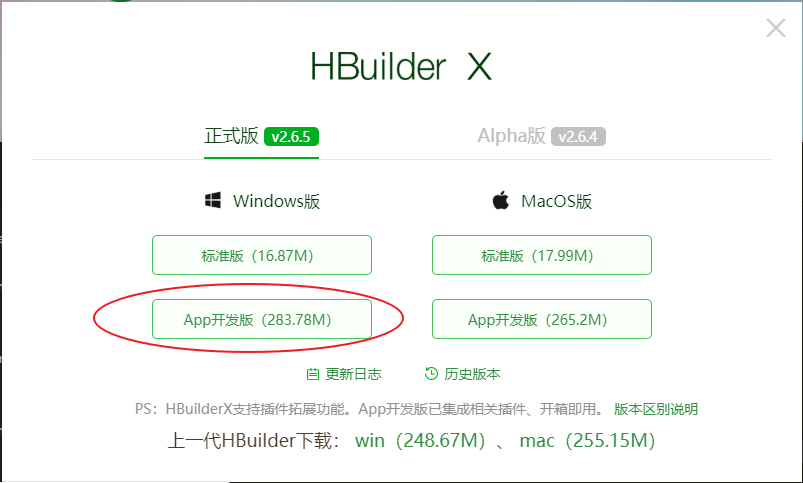 HBuilder X
正式版 v2.6.5 Alpha版 v2.6.4
Windows版 MacOS版
标准版（16.87M） 标准版（17.99M）
App开发版（283.78M） App开发版（265.2M）
更新日志 历史版本
PS：HBuilderX支持插件拓展功能。App开发版已集成相关插件、开箱即用。 版本区别说明
上一代HBuilder下载： win（248.67M）、 mac（255.15M）